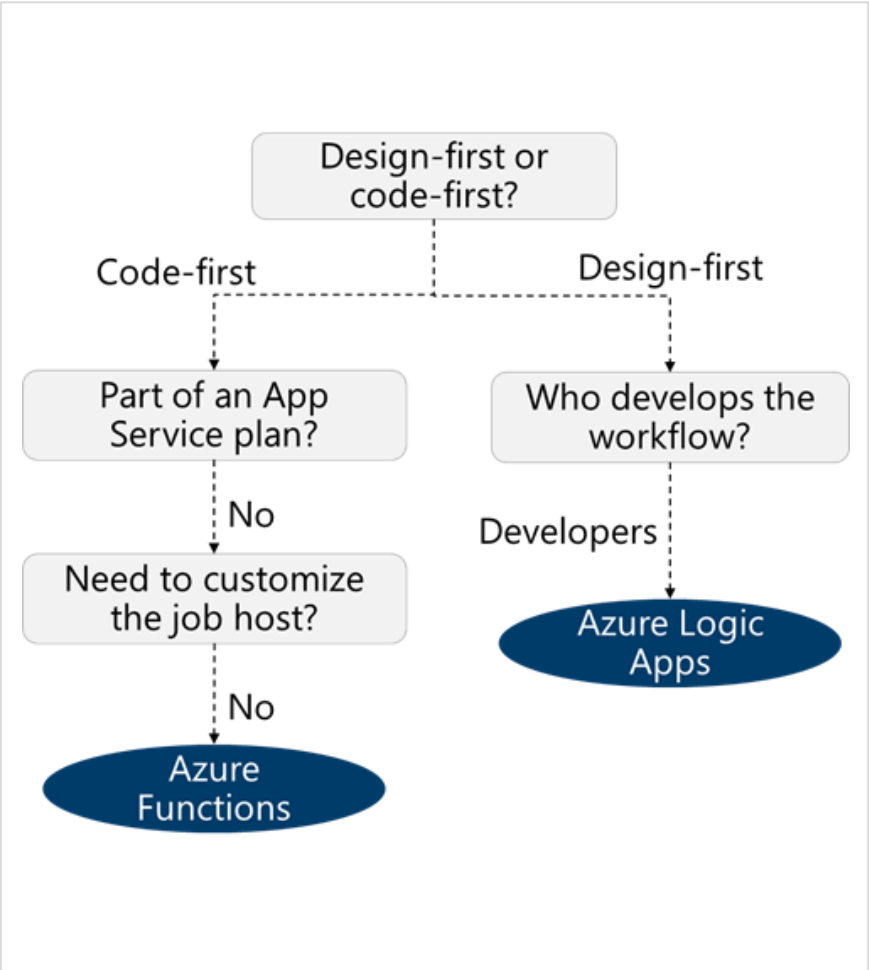 Design-first or
code-first?
Code-first
Design-first
Part of an App
Service plan?
Who develops the
workflow?
No
Developers
Need to customize
the job host?
Azure Logic
Apps
No
Azure
Functions